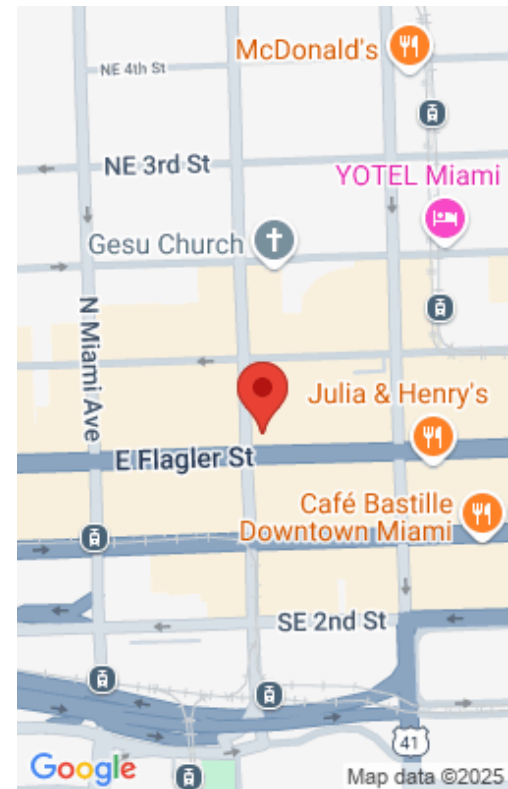 McDonald's
NE 4th St
NE 3rd St
YOTEL Miami
Gesu Church
N Miami Ave
Julia & Henry's
E Flagler St
Café Bastille
Downtown Miami
SE 2nd St
41
Google
Map data ©2025